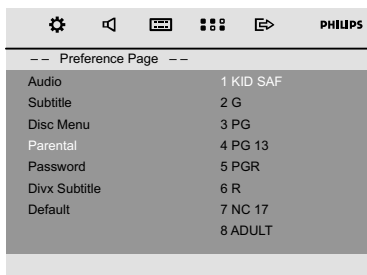 PHILIPS
-- Preference Page --
Audio 1 KID SAF
Subtitle 2 G
Disc Menu 3 PG
Parental 4 PG 13
Password 5 PGR
Divx Subtitle 6 R
Default 7 NC 17
8 ADULT